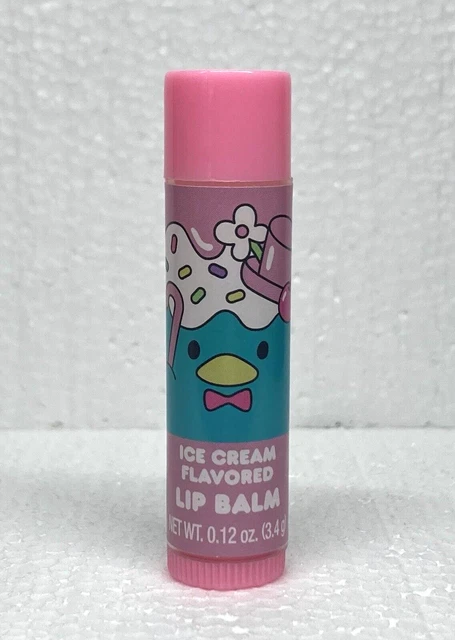 ICE CREAM
FLAVORED
LIP BALM
NET WT. 0.12 oz. (3.4 g